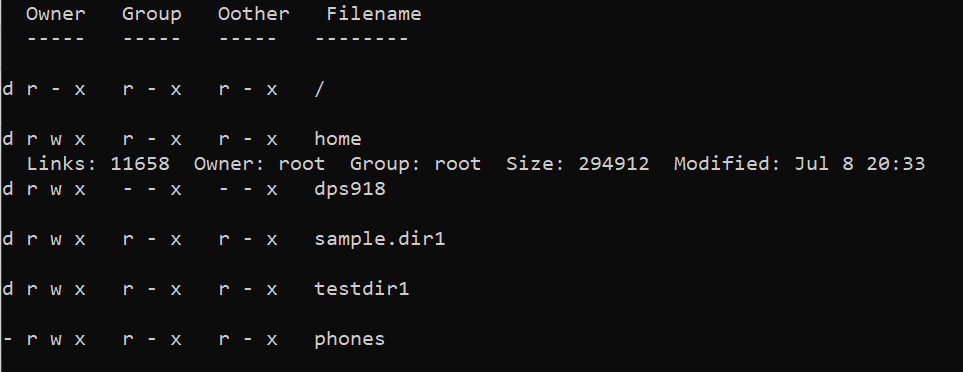 Owner Group Oother Filename
----- ----- ----- --------
d r - x r - x r - x /
d r w x r - x r - x home
Links: 11658 Owner: root Group: root Size: 294912 Modified: Jul 8 20:33
d r w x - - x - - x dps918
d r w x r - x r - x sample.dir1
d r w x r - x r - x testdir1
- r w x r - x r - x phones